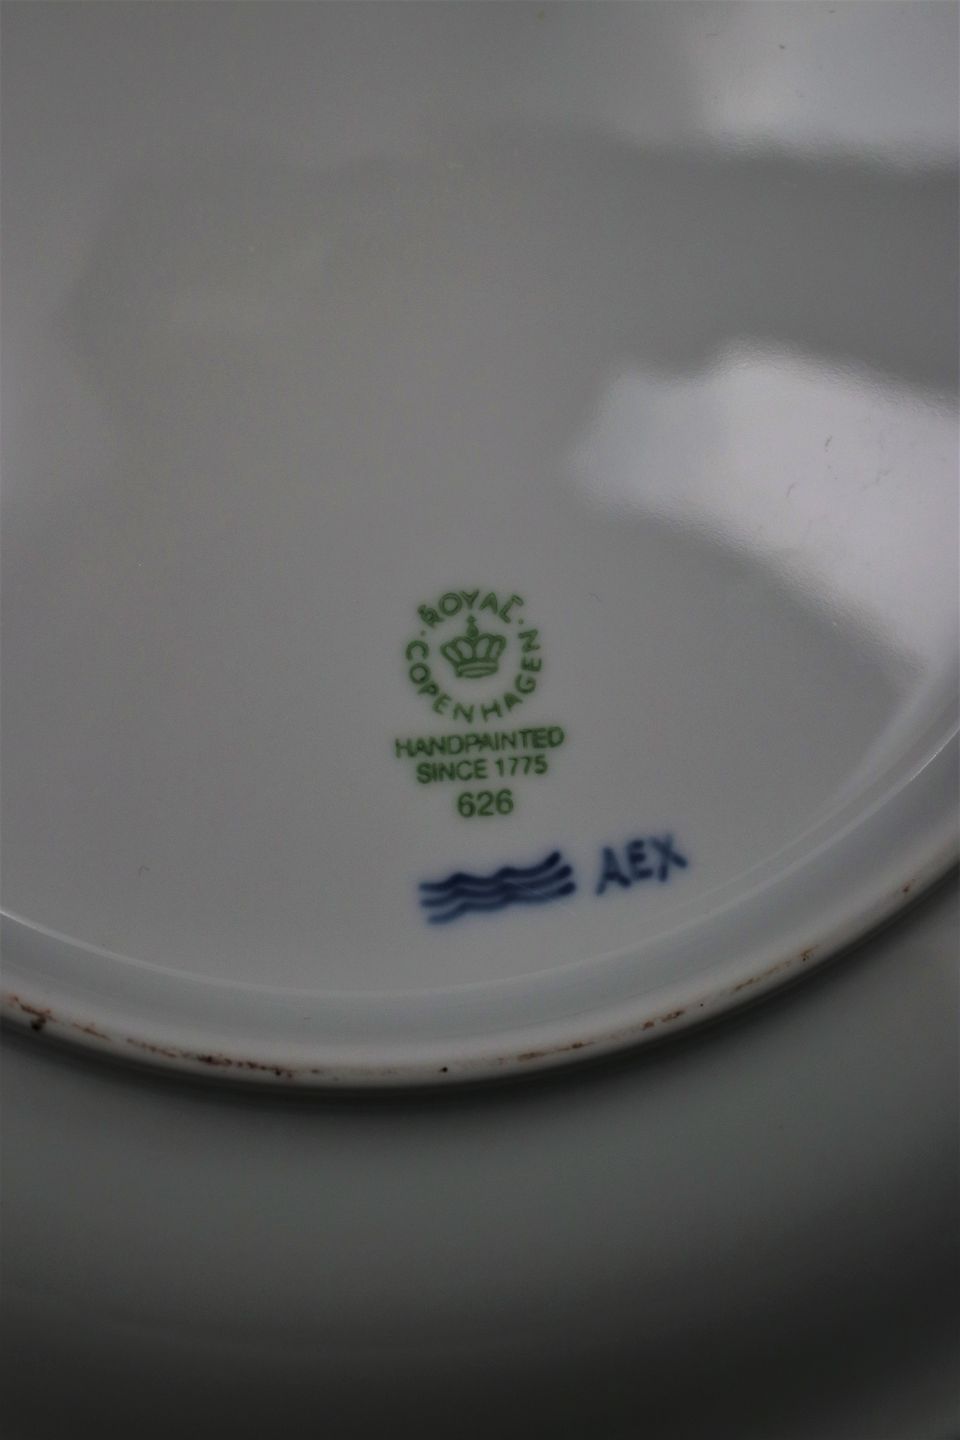 ROYAL
COPENHAGEN
HANDPAINTED
SINCE 1775
626
AEX